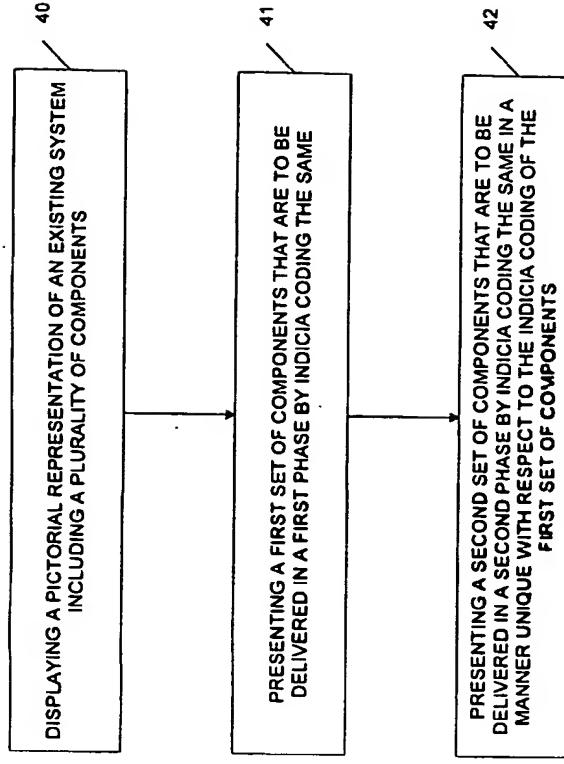 DISPLAYING A PICTORIAL REPRESENTATION OF AN EXISTING SYSTEM
INCLUDING A PLURALITY OF COMPONENTS
40
PRESENTING A FIRST SET OF COMPONENTS THAT ARE TO BE
DELIVERED IN A FIRST PHASE BY INDICIA CODING THE SAME
41
PRESENTING A SECOND SET OF COMPONENTS THAT ARE TO BE
DELIVERED IN A SECOND PHASE BY INDICIA CODING THE SAME IN A
MANNER UNIQUE WITH RESPECT TO THE INDICIA CODING OF THE
FIRST SET OF COMPONENTS
42